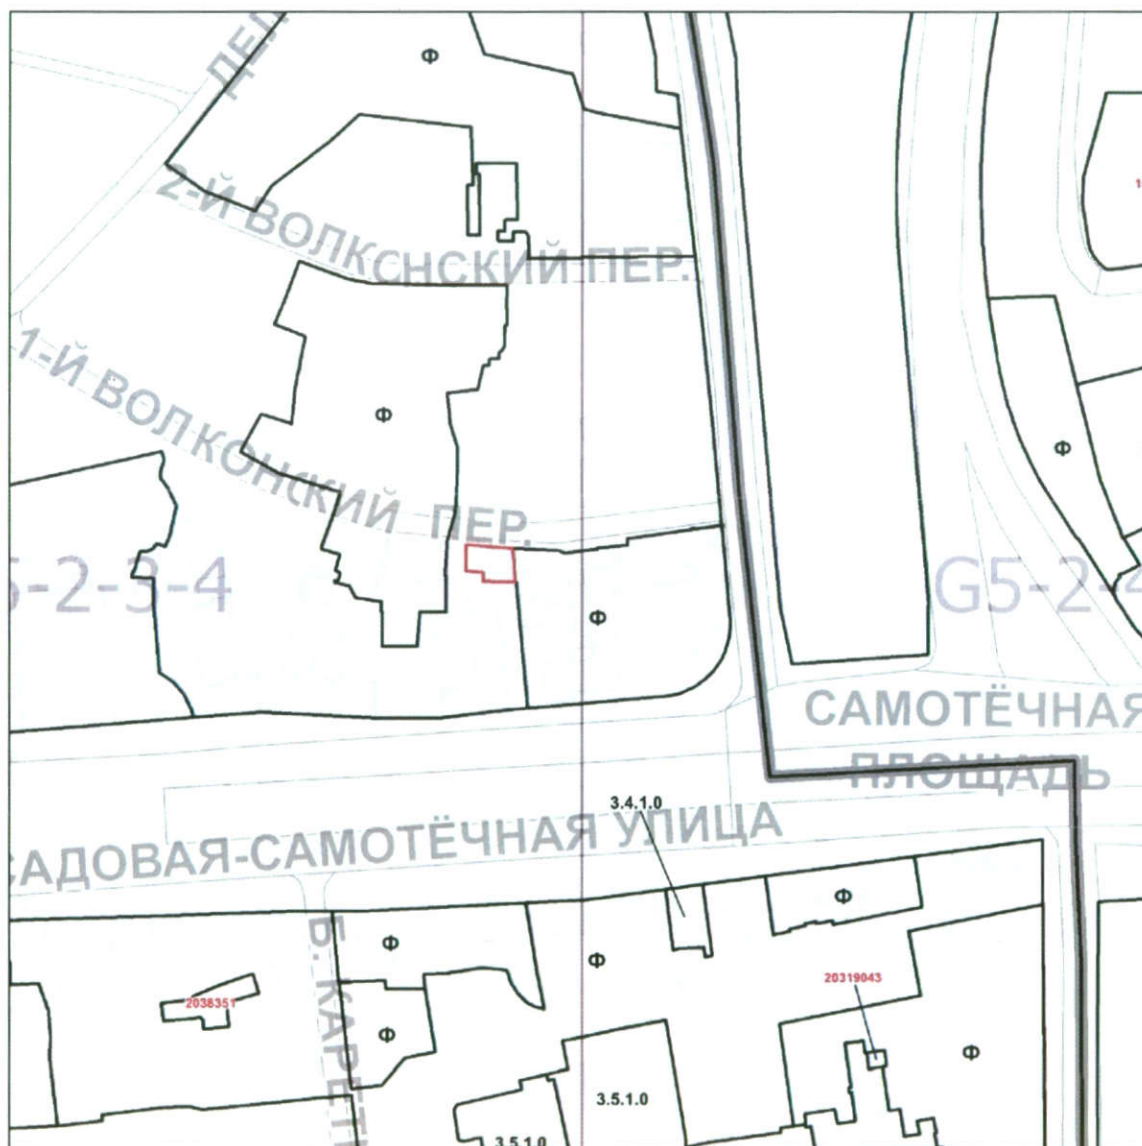 Ф
2-Й ВОЛКОНСКИЙ ПЕР.
1-Й ВОЛКОНСКИЙ ПЕР.
Ф
Ф
Ф
5-2-3-4
G5-2-4
САМОТЁЧНАЯ
ПЛОЩАДЬ
3.4.1.0
САДОВАЯ-САМОТЁЧНАЯ УЛИЦА
Б. КАРЕТН
Ф
Ф
Ф
20319043
2038351
Ф
Ф
3.5.1.0
3.5.1.0